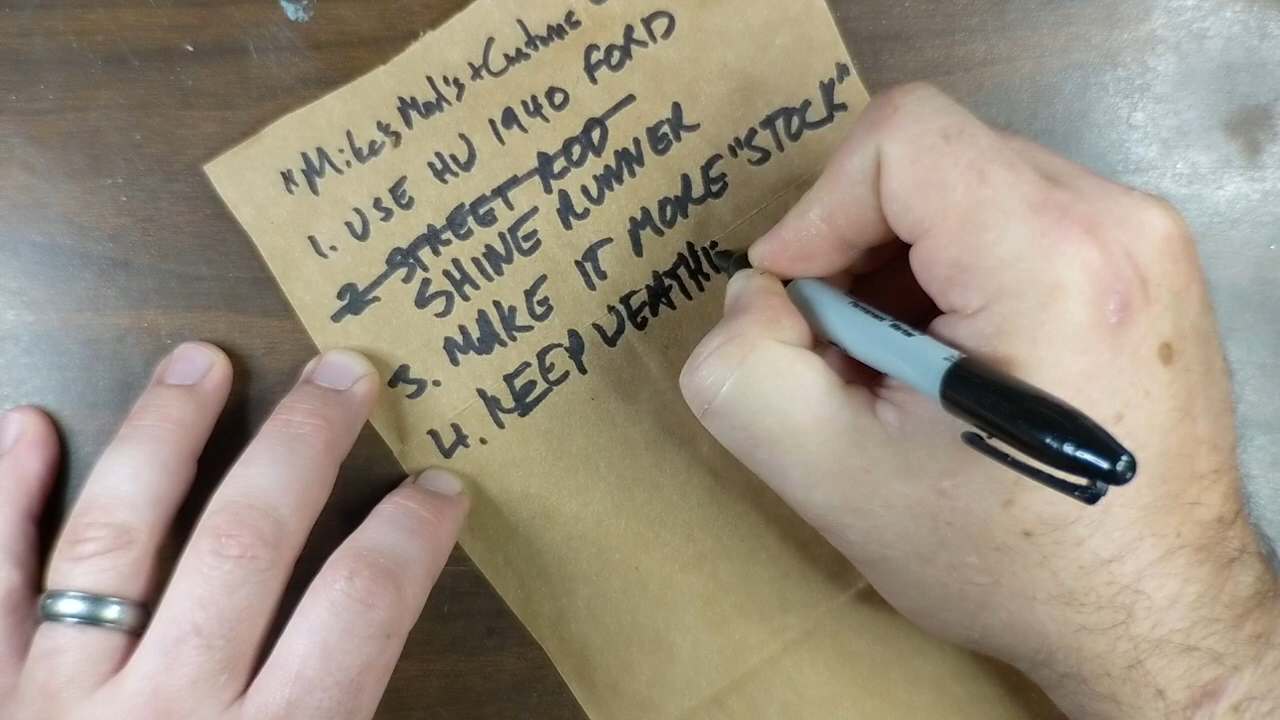 "Mike's Mod's + Customs
1. USE HW 1940 FORD
2 STREET ROD
SHINE RUNNER
3. MAKE IT MORE "STOCK"
4. KEEP WEATH